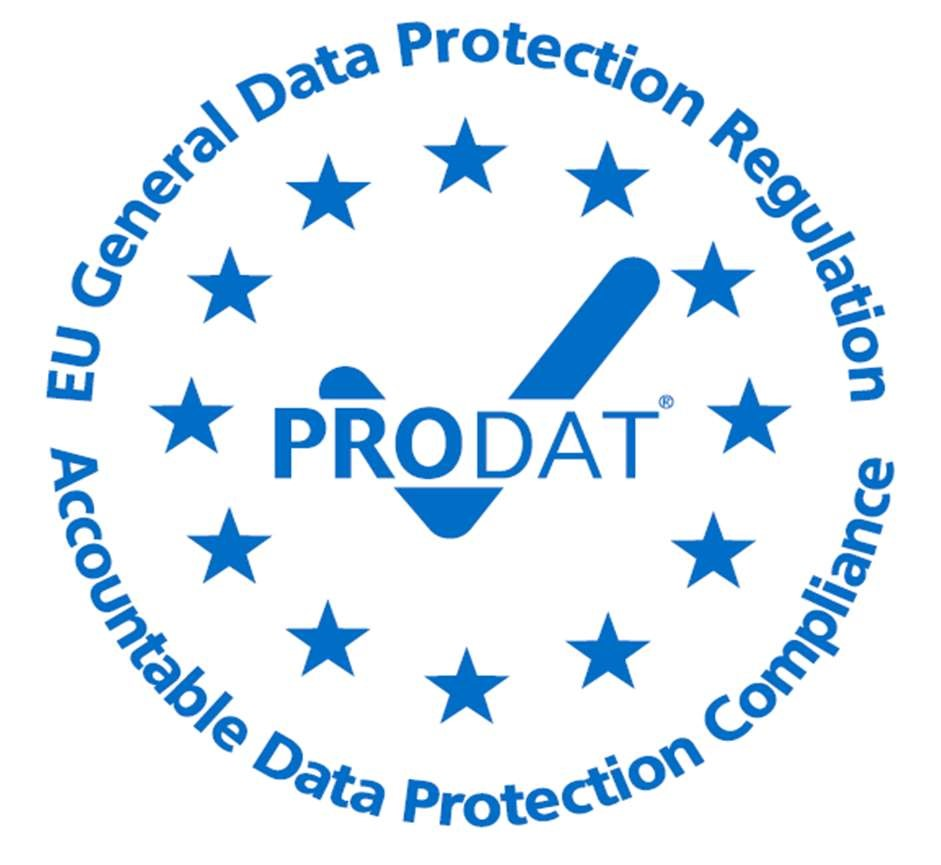 EU General Data Protection Regulation
PRODAT®
Accountable Data Protection Compliance